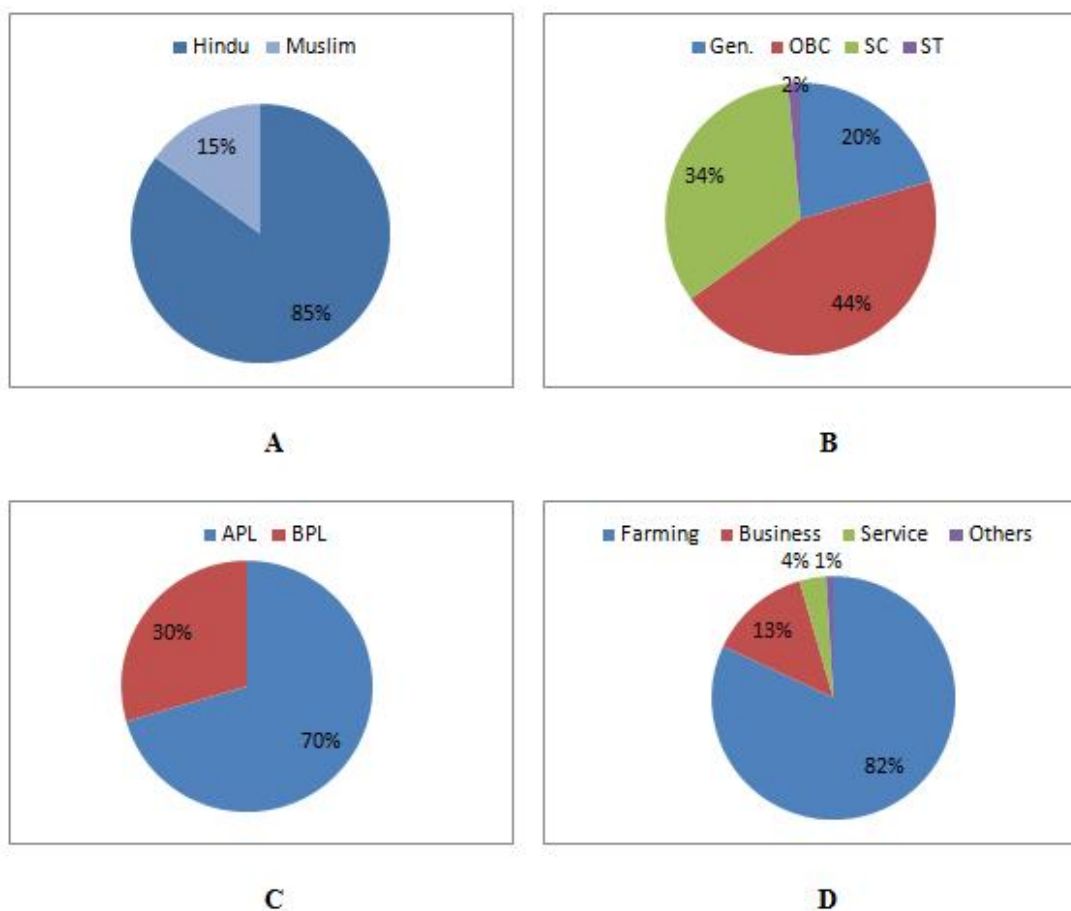 Hindu Muslim
15%
85%
A
Gen. OBC SC ST
2%
20%
34%
44%
B
APL BPL
30%
70%
C
Farming Business Service Others
4% 1%
13%
82%
D